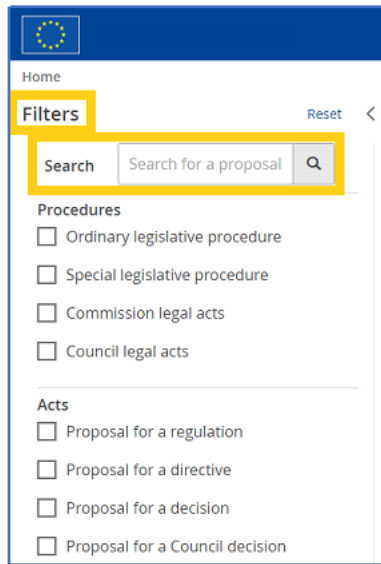 Home
Filters Reset
Search Search for a proposal
Procedures
Ordinary legislative procedure
Special legislative procedure
Commission legal acts
Council legal acts
Acts
Proposal for a regulation
Proposal for a directive
Proposal for a decision
Proposal for a Council decision